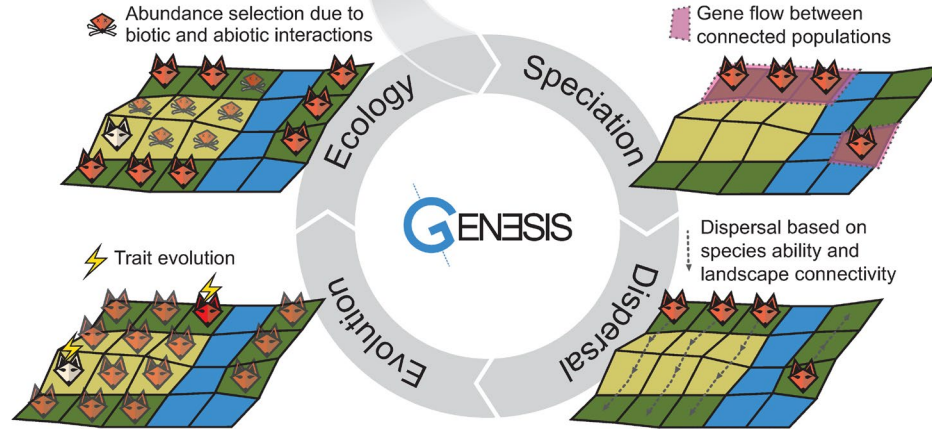 Abundance selection due to
biotic and abiotic interactions
Gene flow between
connected populations
Ecology
Speciation
GENƎSIS
Trait evolution
Dispersal based on
species ability and
landscape connectivity
Evolution
Dispersal